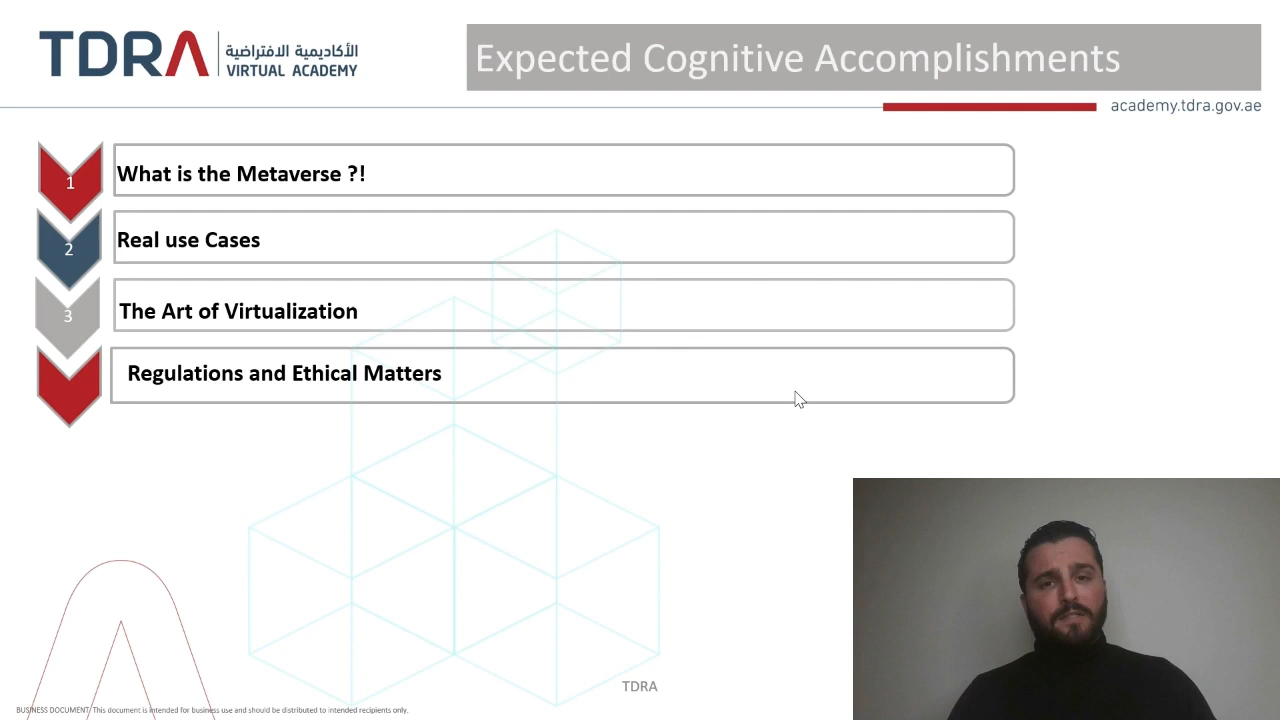 TDRA
الأكاديمية الافتراضية
VIRTUAL ACADEMY
Expected Cognitive Accomplishments
academy.tdra.gov.ae
1
What is the Metaverse ?!
2
Real use Cases
3
The Art of Virtualization
Regulations and Ethical Matters
TDRA
BUSINESS DOCUMENT This document is intended for business use and should be distributed to intended recipients only.